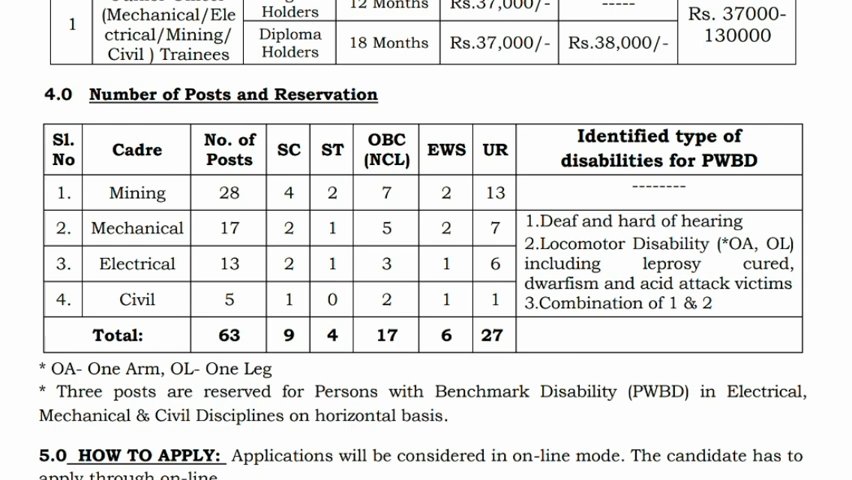 Holders 12 Months Rs.37,000/- -----
1 (Mechanical/Ele Rs. 37000-
ctrical/Mining/ Diploma 18 Months Rs.37,000/- Rs.38,000/- 130000
Civil ) Trainees Holders
4.0 Number of Posts and Reservation
Sl. No Cadre No. of Posts SC ST OBC (NCL) EWS UR Identified type of disabilities for PWBD
1. Mining 28 4 2 7 2 13 --------
2. Mechanical 17 2 1 5 2 7 1.Deaf and hard of hearing
2.Locomotor Disability (*OA, OL)
3. Electrical 13 2 1 3 1 6 including leprosy cured,
dwarfism and acid attack victims
4. Civil 5 1 0 2 1 1 3.Combination of 1 & 2
Total: 63 9 4 17 6 27
* OA- One Arm, OL- One Leg
* Three posts are reserved for Persons with Benchmark Disability (PWBD) in Electrical,
Mechanical & Civil Disciplines on horizontal basis.
5.0 HOW TO APPLY: Applications will be considered in on-line mode. The candidate has to
apply through on-line